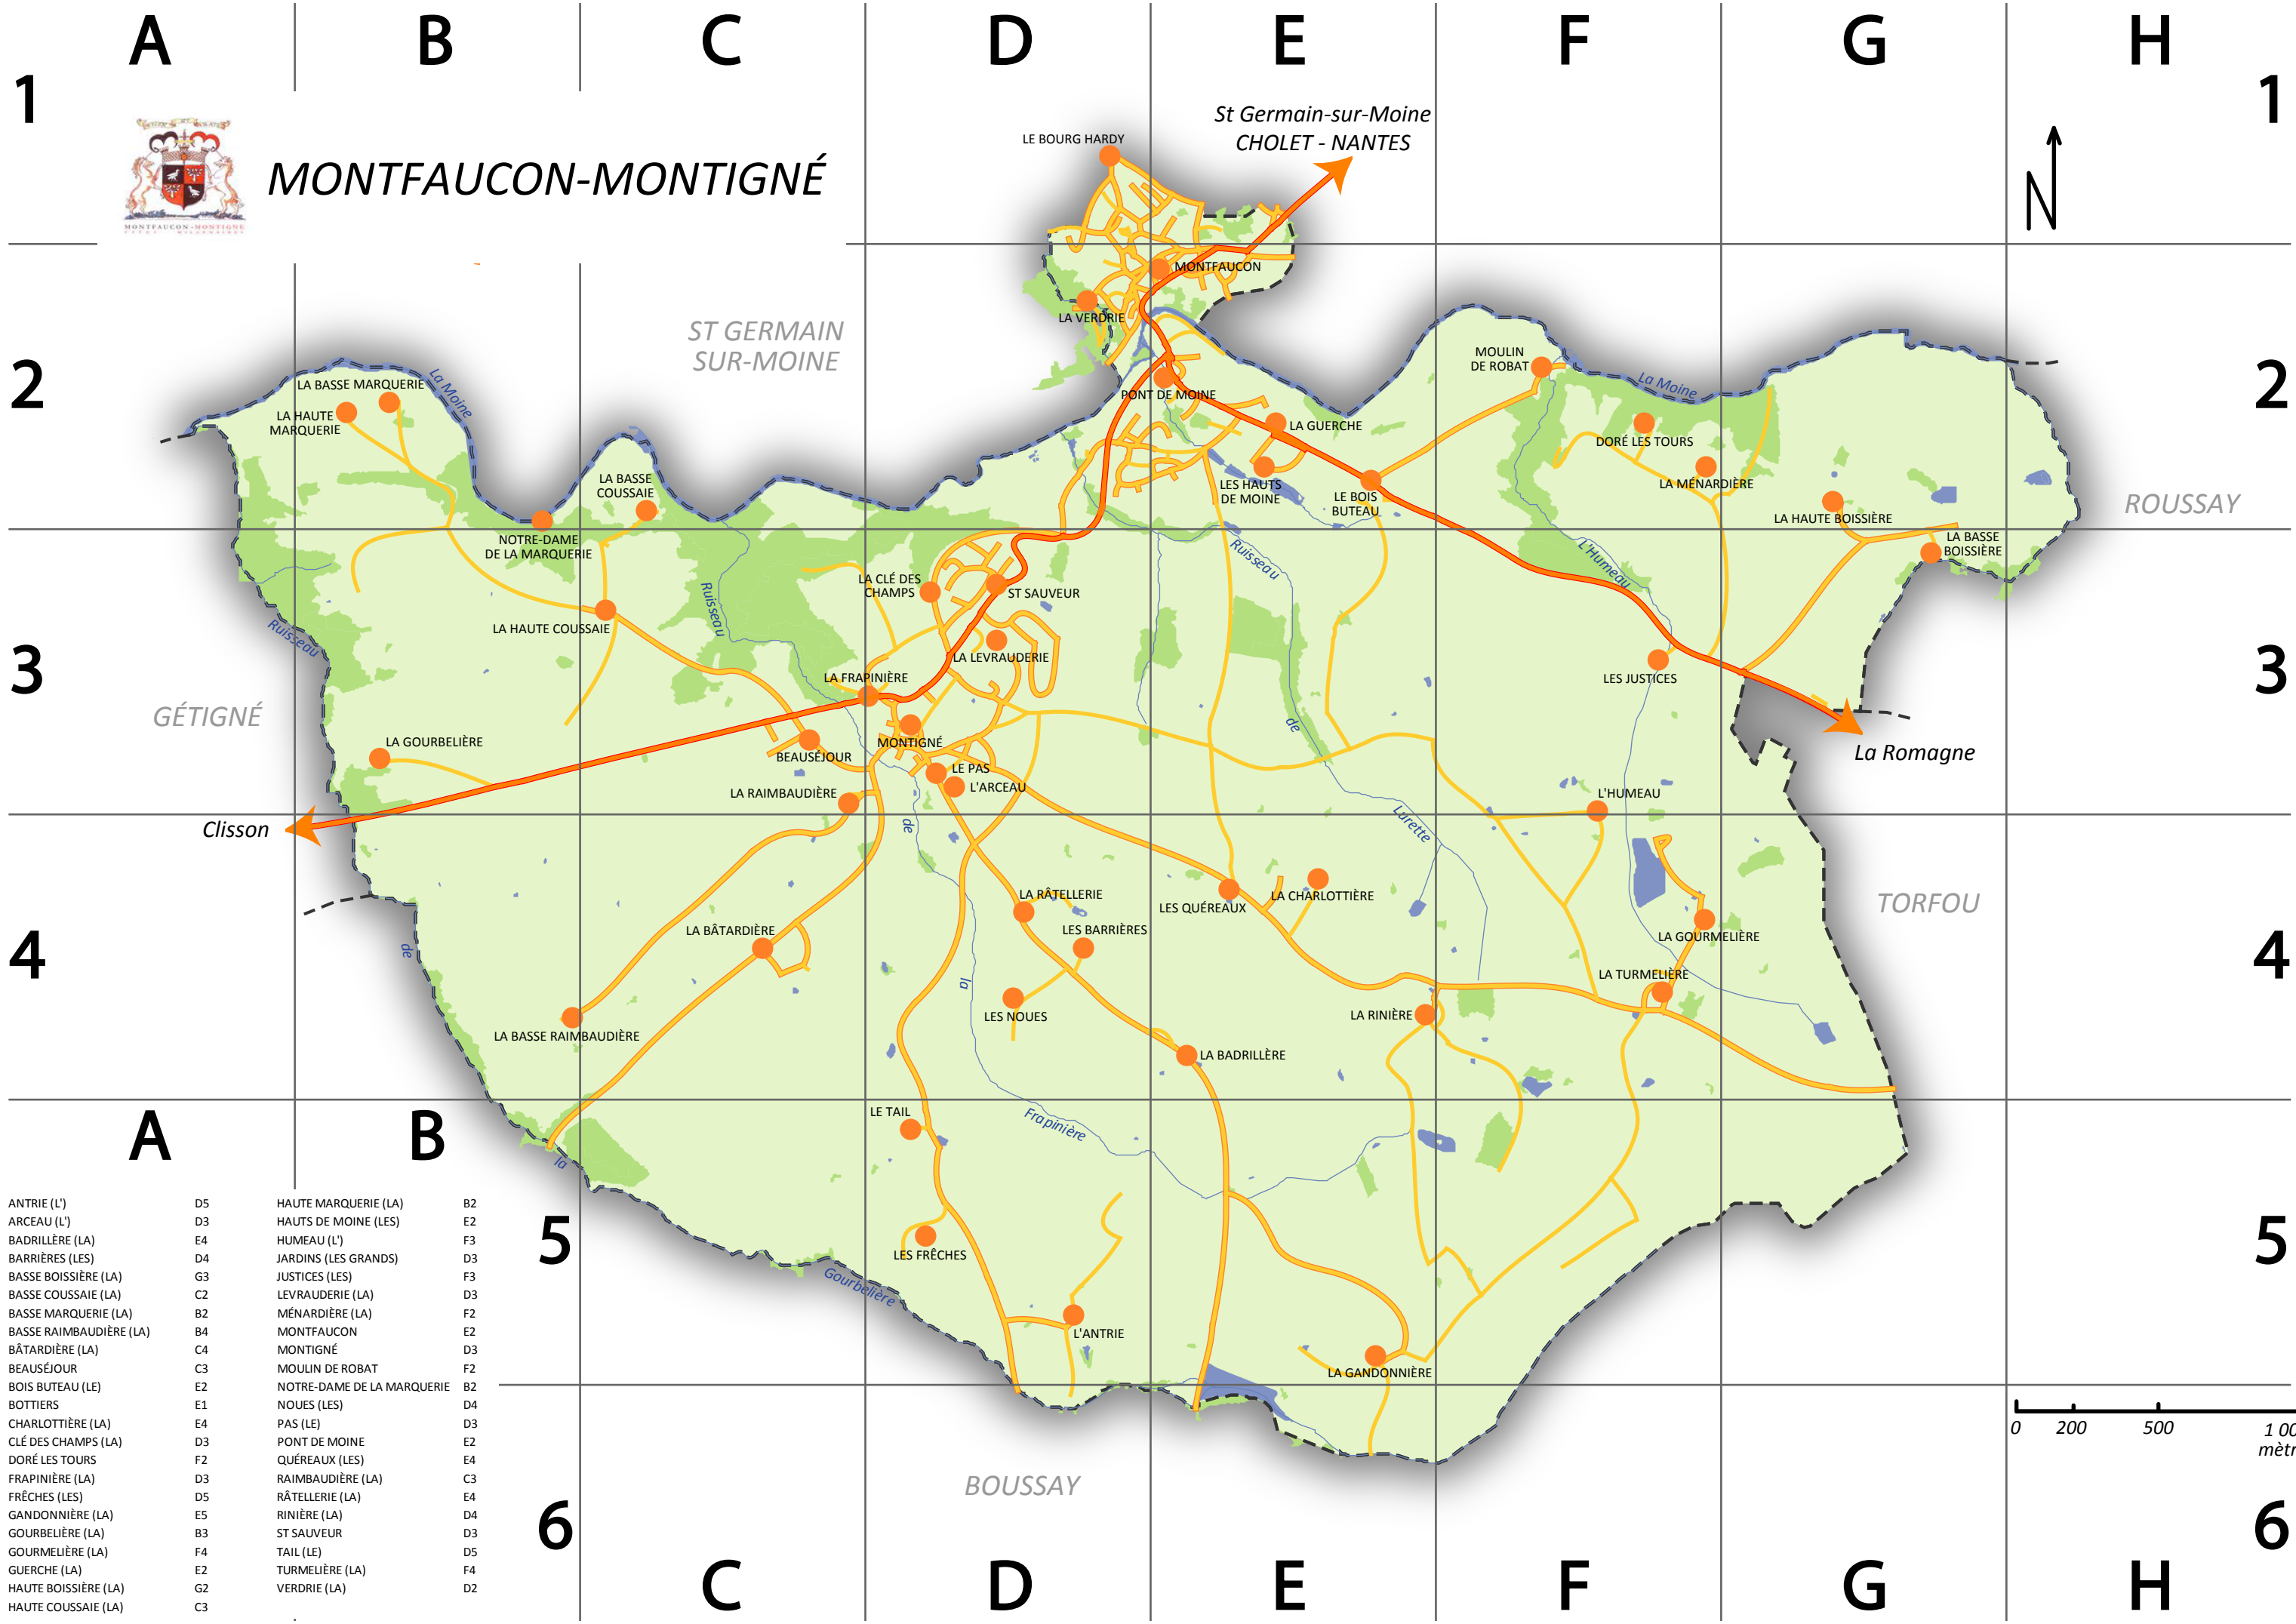 A B C D E F G H
1 1
St Germain-sur-Moine
CHOLET - NANTES
LE BOURG HARDY
MONTFAUCON-MONTIGNÉ
MONTFAUCON-MONTIGNE
N
MONTFAUCON
LA VERDRIE
ST GERMAIN
SUR-MOINE
2 2
MOULIN
DE ROBAT
La Moine
La Moine
LA BASSE MARQUERIE
LA HAUTE
MARQUERIE
PONT DE MOINE
LA GUERCHE
DORÉ LES TOURS
LA MÉNARDIÈRE
LA BASSE
COUSSAIE
LES HAUTS
DE MOINE
LE BOIS
BUTEAU
LA HAUTE BOISSIÈRE
ROUSSAY
NOTRE-DAME
DE LA MARQUERIE
LA BASSE
BOISSIÈRE
Ruisseau
L'Humeau
LA CLÉ DES
CHAMPS
ST SAUVEUR
Ruisseau
LA HAUTE COUSSAIE
Ruisseau
LA LEVRAUDERIE
3 3
LA FRAPINIÈRE
LES JUSTICES
GÉTIGNÉ
de
MONTIGNÉ
LA GOURBELIÈRE
BEAUSÉJOUR
La Romagne
LE PAS
L'ARCEAU
LA RAIMBAUDIÈRE
L'HUMEAU
Clisson
de
Lurette
LA RÂTELLERIE
LA CHARLOTTIÈRE
LES QUÉREAUX
TORFOU
LA BÂTARDIÈRE
LES BARRIÈRES
LA GOURMELIÈRE
4 4
de
la
LA TURMELIÈRE
LES NOUES
LA RINIÈRE
LA BASSE RAIMBAUDIÈRE
LA BADRILLÈRE
A B
LE TAIL
Frapinière
la
5 5
LES FRÊCHES
Gourbelière
L'ANTRIE
LA GANDONNIÈRE
ANTRIE (L') D5
ARCEAU (L') D3
BADRILLÈRE (LA) E4
BARRIÈRES (LES) D4
BASSE BOISSIÈRE (LA) G3
BASSE COUSSAIE (LA) C2
BASSE MARQUERIE (LA) B2
BASSE RAIMBAUDIÈRE (LA) B4
BÂTARDIÈRE (LA) C4
BEAUSÉJOUR C3
BOIS BUTEAU (LE) E2
BOTTIERS E1
CHARLOTTIÈRE (LA) E4
CLÉ DES CHAMPS (LA) D3
DORÉ LES TOURS F2
FRAPINIÈRE (LA) D3
FRÊCHES (LES) D5
GANDONNIÈRE (LA) E5
GOURBELIÈRE (LA) B3
GOURMELIÈRE (LA) F4
GUERCHE (LA) E2
HAUTE BOISSIÈRE (LA) G2
HAUTE COUSSAIE (LA) C3
HAUTE MARQUERIE (LA) B2
HAUTS DE MOINE (LES) E2
HUMEAU (L') F3
JARDINS (LES GRANDS) D3
JUSTICES (LES) F3
LEVRAUDERIE (LA) D3
MÉNARDIÈRE (LA) F2
MONTFAUCON E2
MONTIGNÉ D3
MOULIN DE ROBAT F2
NOTRE-DAME DE LA MARQUERIE B2
NOUES (LES) D4
PAS (LE) D3
PONT DE MOINE E2
QUÉREAUX (LES) E4
RAIMBAUDIÈRE (LA) C3
RÂTELLERIE (LA) E4
RINIÈRE (LA) D4
ST SAUVEUR D3
TAIL (LE) D5
TURMELIÈRE (LA) F4
VERDRIE (LA) D2
0 200 500 1 00
mètr
BOUSSAY
6 6
C D E F G H